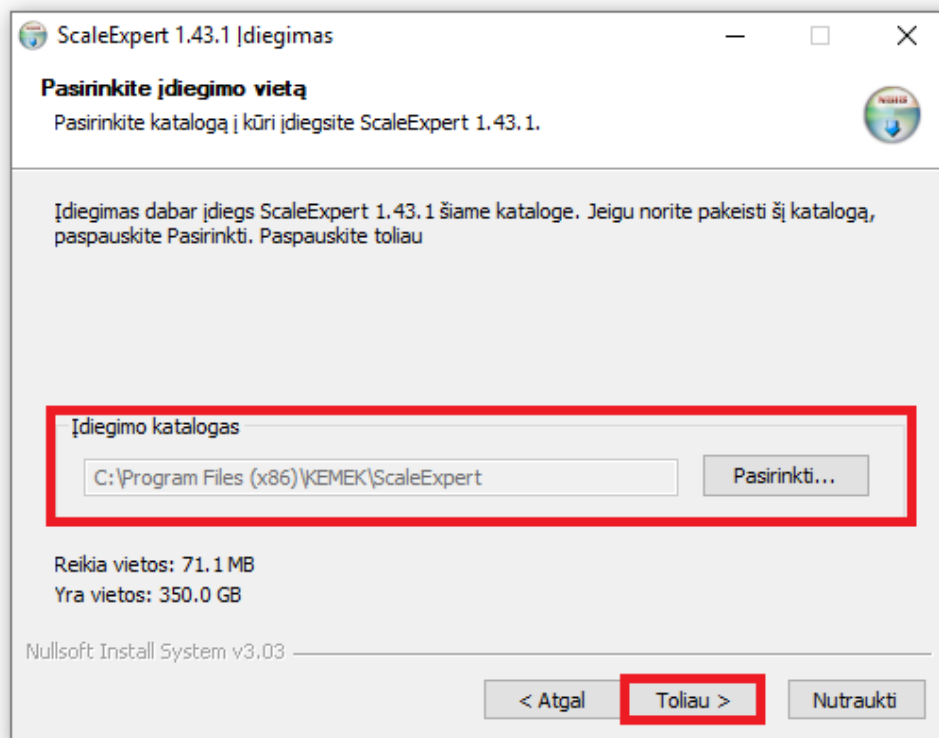 ScaleExpert 1.43.1 Įdiegimas
Pasirinkite įdiegimo vietą
Pasirinkite katalogą į kūri įdiegsite ScaleExpert 1.43.1.
Įdiegimas dabar įdiegs ScaleExpert 1.43.1 šiame kataloge. Jeigu norite pakeisti šį katalogą,
paspauskite Pasirinkti. Paspauskite toliau
Įdiegimo katalogas
C:\Program Files (x86)\KEMEK\ScaleExpert
Pasirinkti...
Reikia vietos: 71.1 MB
Yra vietos: 350.0 GB
Nullsoft Install System v3.03
< Atgal
Toliau >
Nutraukti